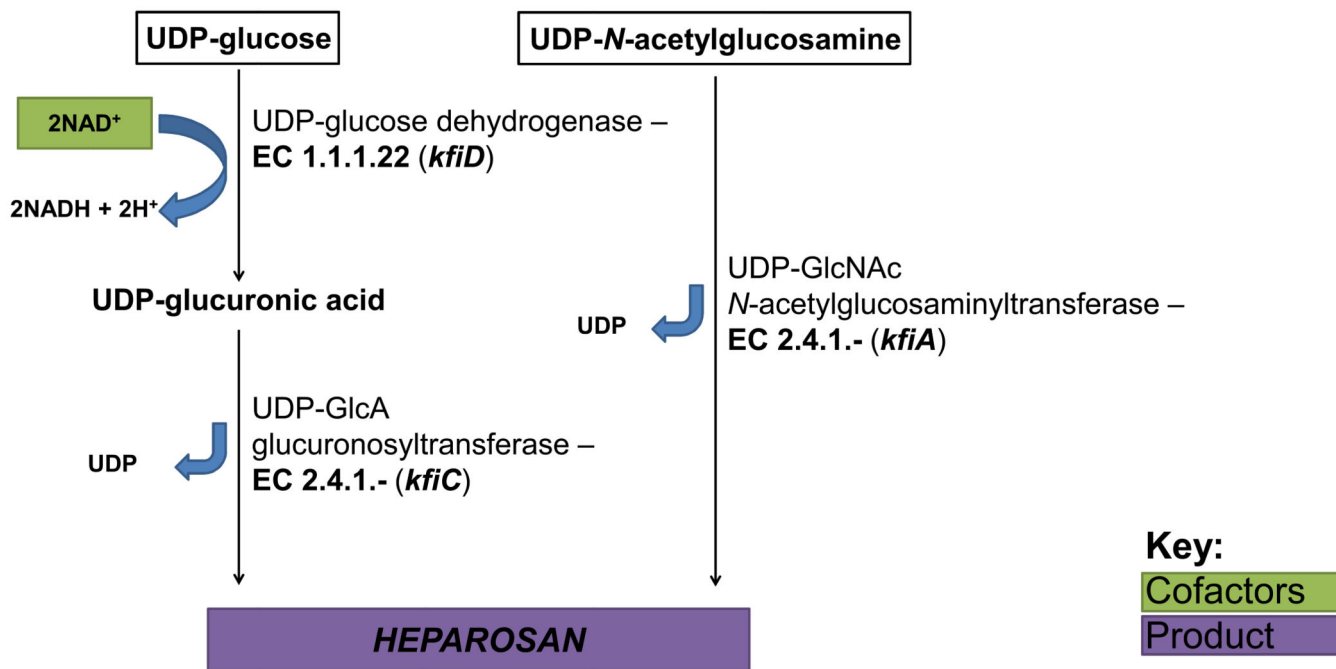 UDP-glucose
UDP-N-acetylglucosamine
2NAD⁺
UDP-glucose dehydrogenase –
EC 1.1.1.22 (kfiD)
2NADH + 2H⁺
UDP-glucuronic acid
UDP-GlcNAc
N-acetylglucosaminyltransferase –
EC 2.4.1.- (kfiA)
UDP
UDP-GlcA
glucuronosyltransferase –
EC 2.4.1.- (kfiC)
UDP
HEPAROSAN
Key:
Cofactors
Product